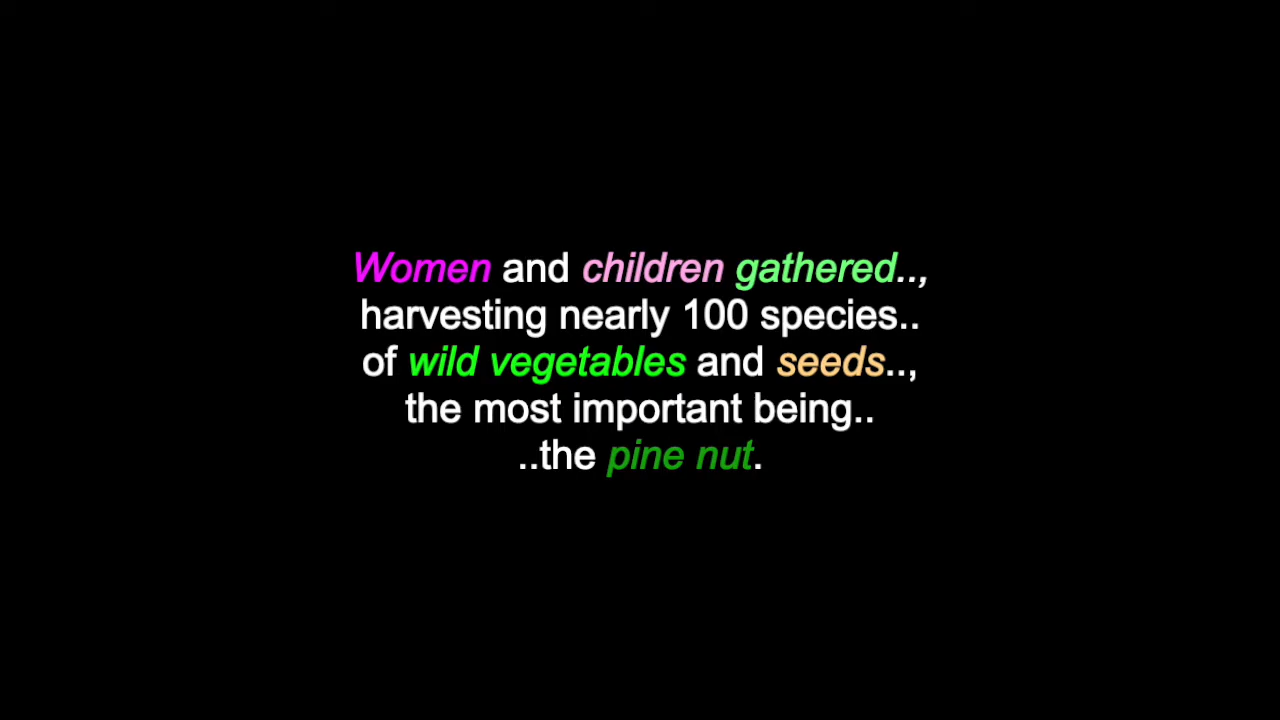 Women and children gathered..,
harvesting nearly 100 species..
of wild vegetables and seeds..,
the most important being..
..the pine nut.